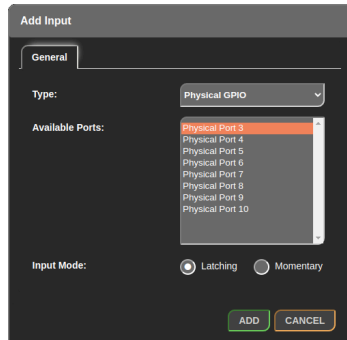 Add Input
General
Type: Physical GPIO
Available Ports: Physical Port 3
Physical Port 4
Physical Port 5
Physical Port 6
Physical Port 7
Physical Port 8
Physical Port 9
Physical Port 10
Input Mode: Latching Momentary
ADD CANCEL